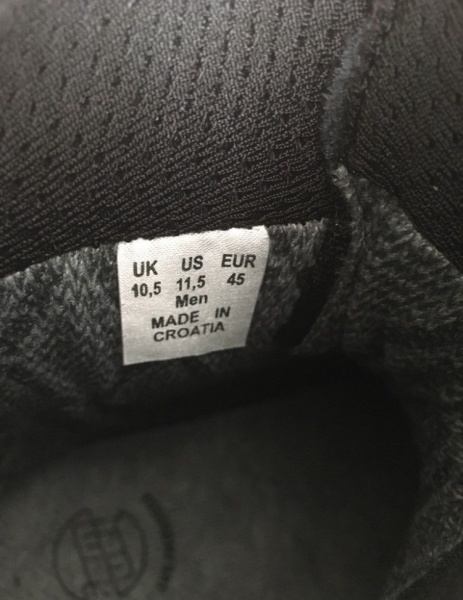 UK US EUR
10,5 11,5 45
Men
MADE IN
CROATIA